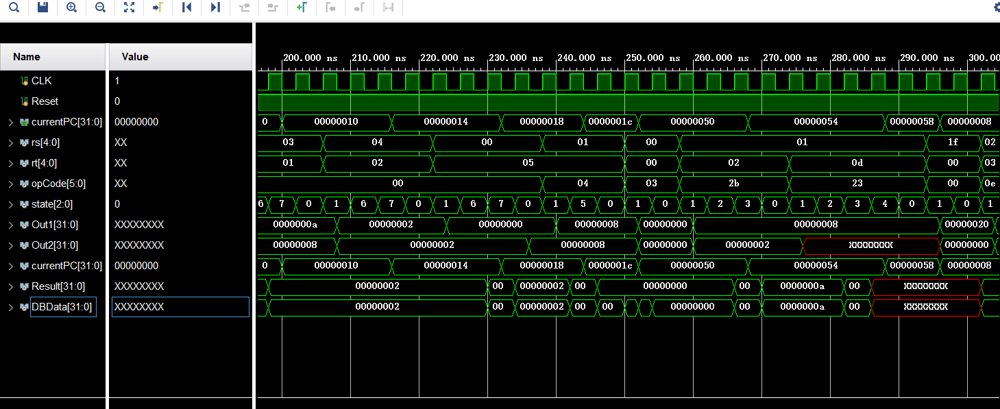 200.000 ns 210.000 ns 220.000 ns 230.000 ns 240.000 ns 250.000 ns 260.000 ns 270.000 ns 280.000 ns 290.000 ns 300.0
Name Value
CLK 1
Reset 0
currentPC[31:0] 00000000 0 00000010 00000014 00000018 0000001c 00000050 00000054 00000058 00000008
rs[4:0] XX 03 04 00 01 00 01 1f 02
rt[4:0] XX 01 02 05 00 02 0d 00 03
opCode[5:0] XX 00 04 03 2b 23 00 0e
state[2:0] 0 6 7 0 1 6 7 0 1 6 7 0 1 5 0 1 0 1 2 3 0 1 2 3 4 0 1 0 1
Out1[31:0] XXXXXXXX 0000000a 00000002 00000000 00000008 00000000 00000008 00000020
Out2[31:0] XXXXXXXX 00000008 00000002 00000008 00000000 00000002 XXXXXXXX 00000000
currentPC[31:0] 00000000 0 00000010 00000014 00000018 0000001c 00000050 00000054 00000058 00000008
Result[31:0] XXXXXXXX 00000002 00 00000002 00 00000000 00 0000000a 00 XXXXXXXX
DBData[31:0] XXXXXXXX 00000002 00 00000002 00 00 00000000 00 0000000a 00 XXXXXXXX